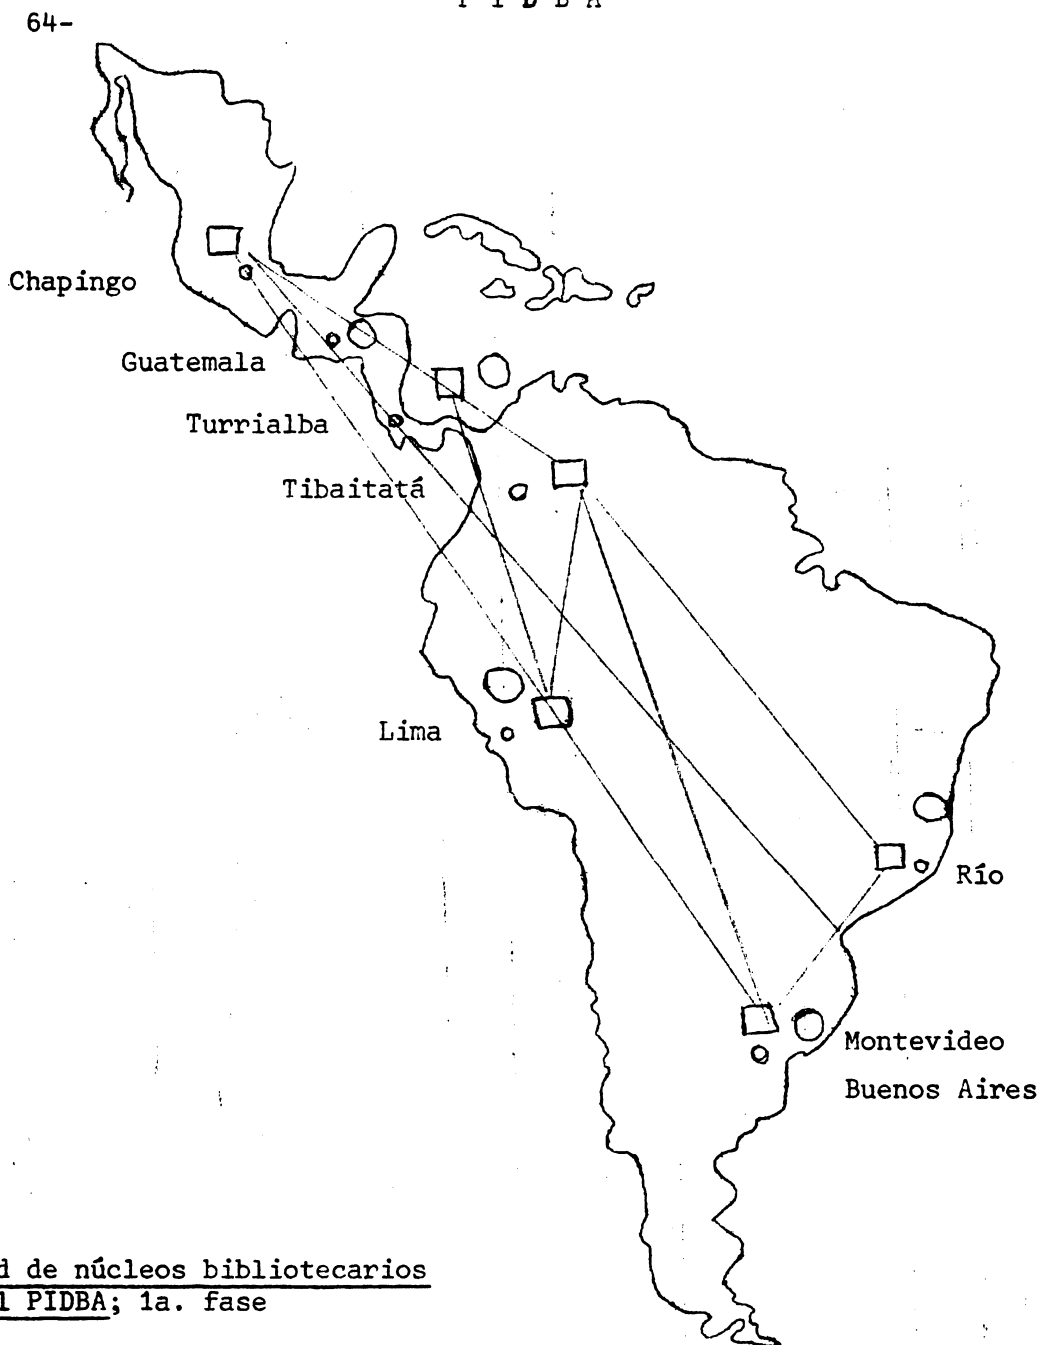 P I D B A
64-
Chapingo
Guatemala
Turrialba
Tibaitatá
Lima
Río
Montevideo
Buenos Aires
d de núcleos bibliotecarios
l PIDBA; 1a. fase